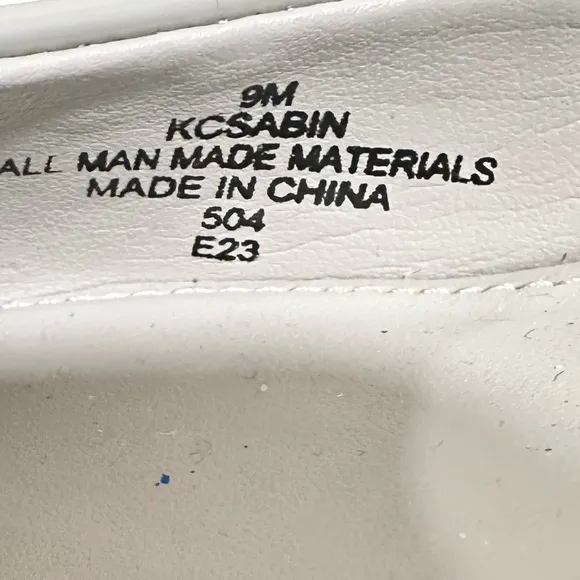 9M
KCSABIN
ALL MAN MADE MATERIALS
MADE IN CHINA
504
E23